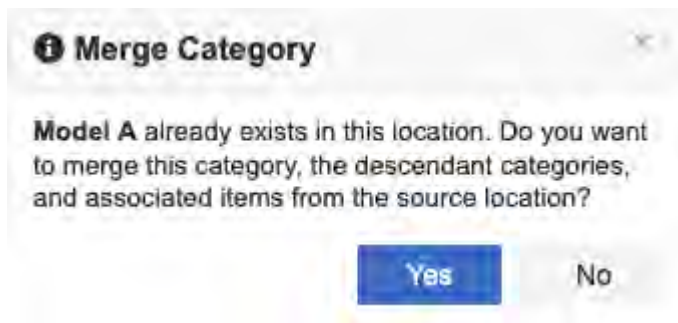 Merge Category
Model A already exists in this location. Do you want
to merge this category, the descendant categories,
and associated items from the source location?
Yes No